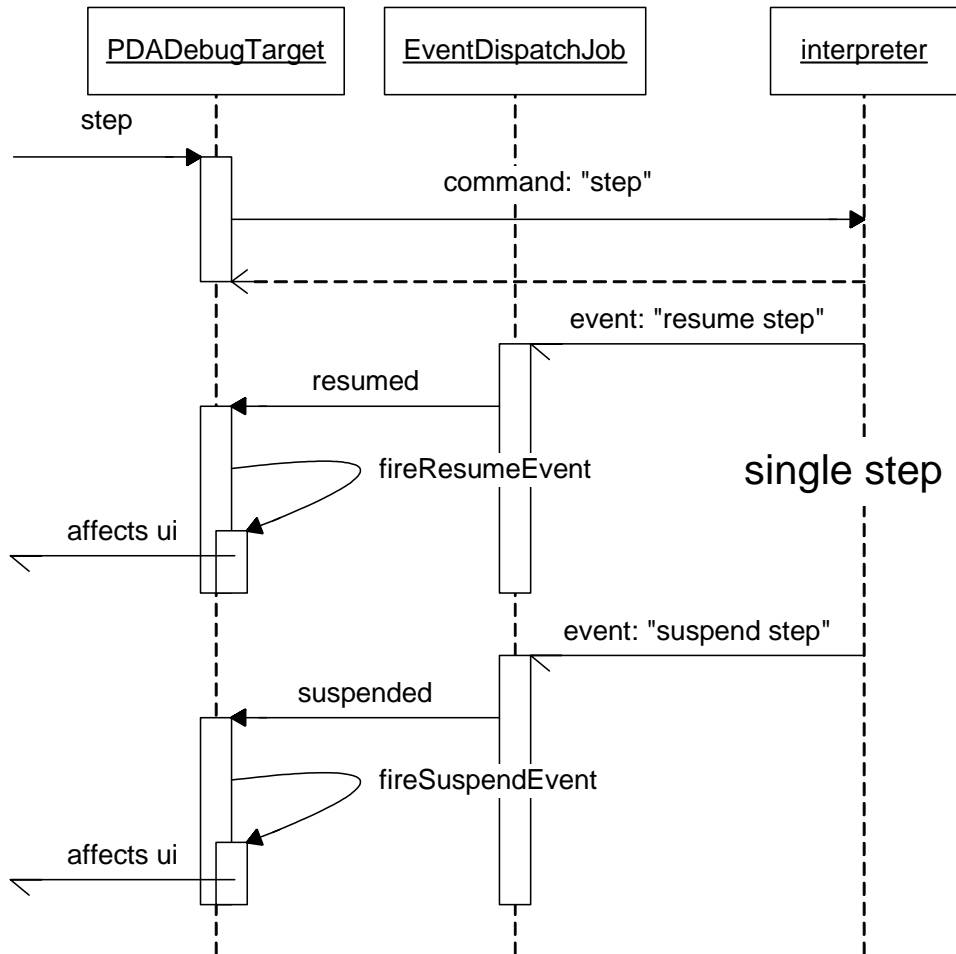 PDADebugTarget
EventDispatchJob
interpreter
step
command: "step"
event: "resume step"
resumed
fireResumeEvent
single step
affects ui
event: "suspend step"
suspended
fireSuspendEvent
affects ui